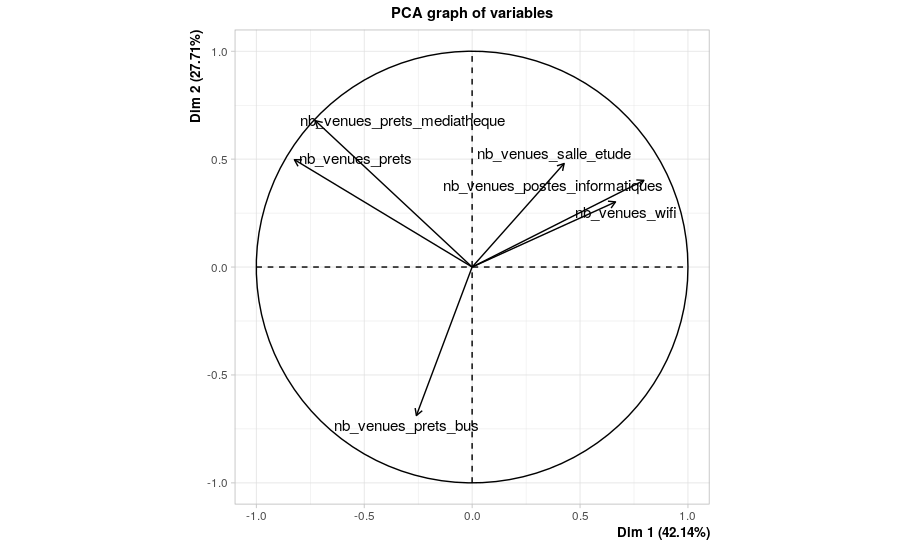 PCA graph of variables
Dim 2 (27.71%)
1.0
0.5
0.0
-0.5
-1.0
nb_venues_prets_mediatheque
nb_venues_prets
nb_venues_salle_etude
nb_venues_postes_informatiques
nb_venues_wifi
nb_venues_prets_bus
-1.0
-0.5
0.0
0.5
1.0
Dim 1 (42.14%)